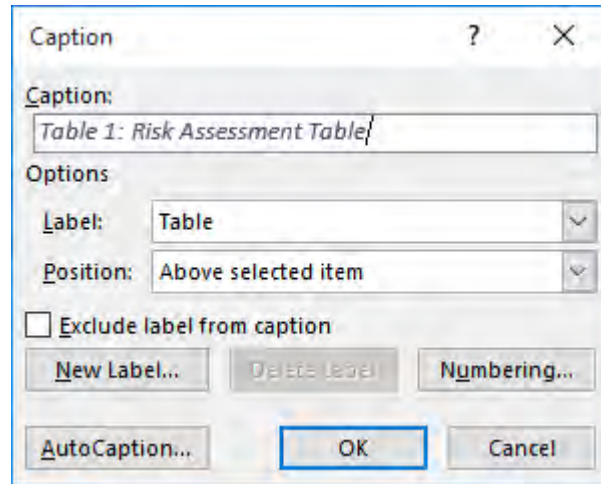 Caption ? ×
Caption:
Table 1: Risk Assessment Table
Options
Label: Table
Position: Above selected item
Exclude label from caption
New Label... Delete Label Numbering...
AutoCaption... OK Cancel